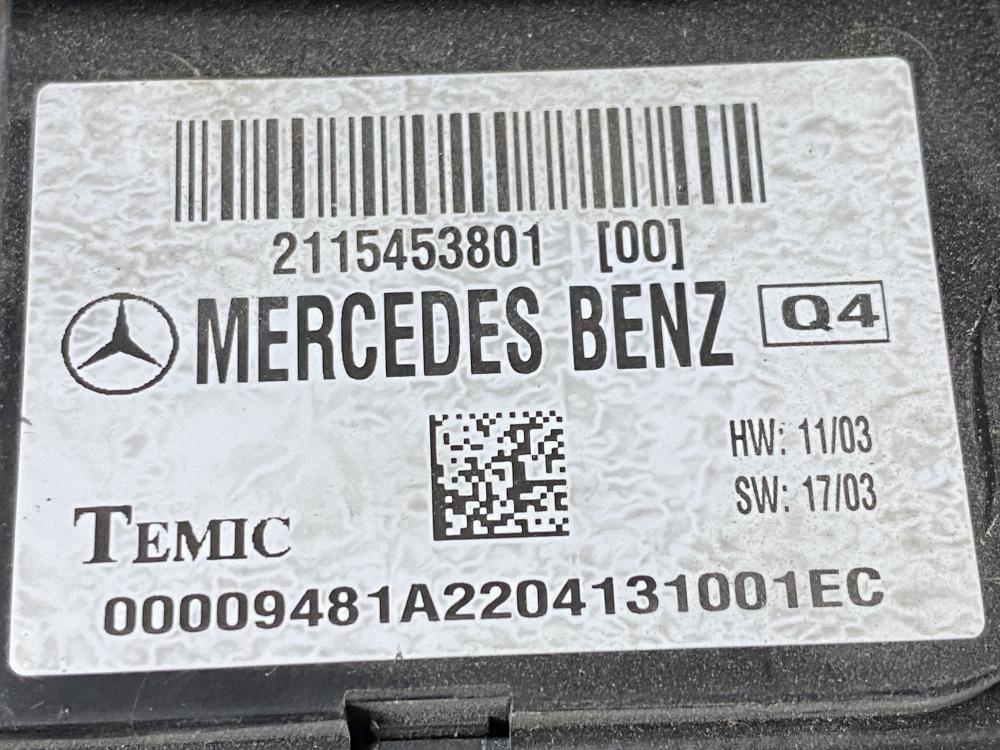 2115453801 [00]
MERCEDES BENZ Q4
HW: 11/03
SW: 17/03
TEMIC
00009481A2204131001EC